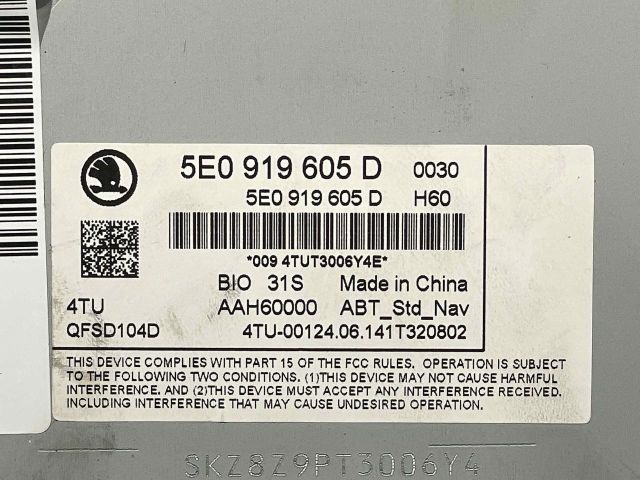 5E0 919 605 D 0030
5E0 919 605 D H60
*009 4TUT3006Y4E*
BIO 31S Made in China
4TU AAH60000 ABT_Std_Nav
QFSD104D 4TU-00124.06.141T320802
THIS DEVICE COMPLIES WITH PART 15 OF THE FCC RULES. OPERATION IS SUBJECT
TO THE FOLLOWING TWO CONDITIONS. (1)THIS DEVICE MAY NOT CAUSE HARMFUL
INTERFERENCE. AND (2)THIS DEVICE MUST ACCEPT ANY INTERFERENCE RECEIVED.
INCLUDING INTERFERENCE THAT MAY CAUSE UNDESIRED OPERATION.
SKZ8Z9PT3006Y4